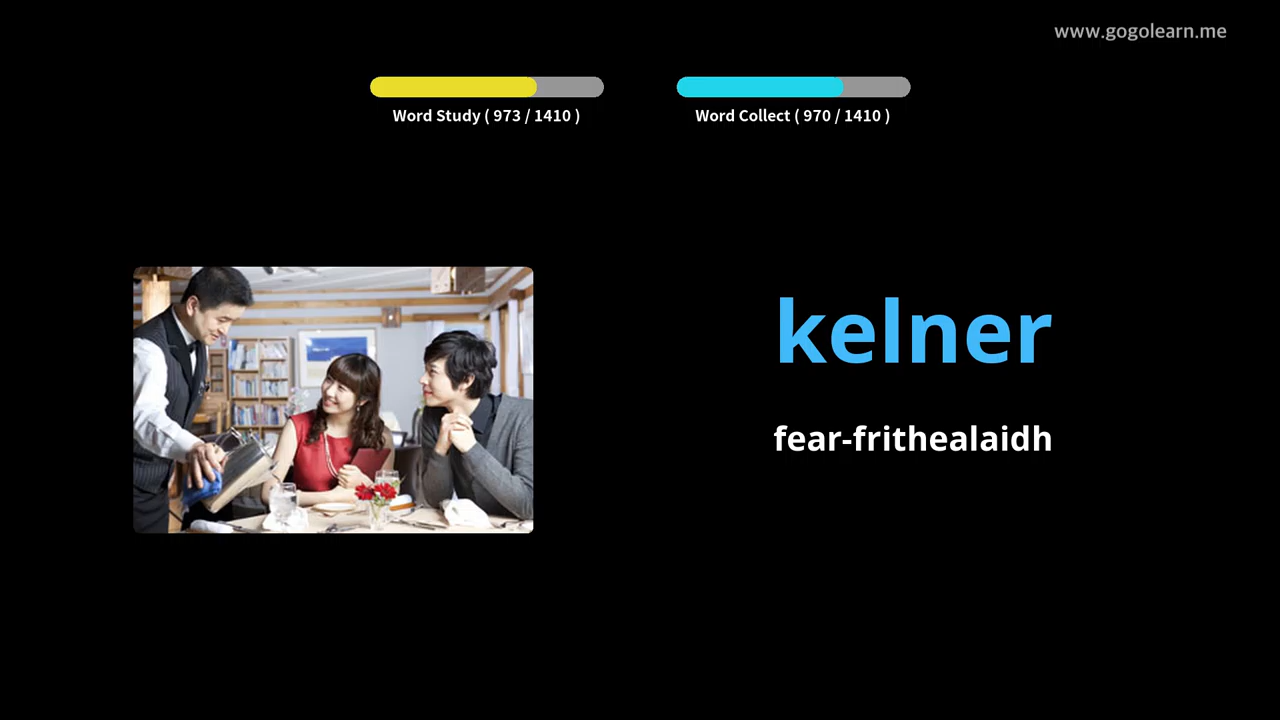 www.gogolearn.me
Word Study ( 973 / 1410 )
Word Collect ( 970 / 1410 )
kelner
fear-frithealaidh